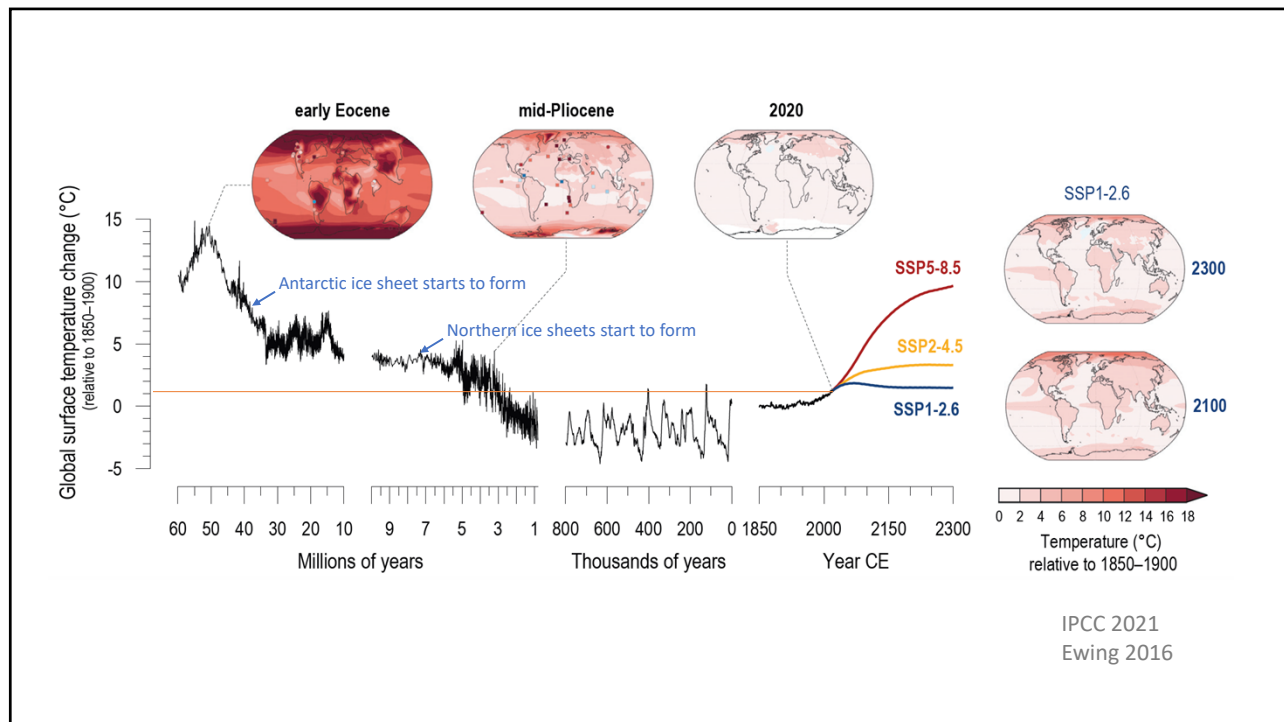 early Eocene
mid-Pliocene
2020
SSP1-2.6
2300
2100
Global surface temperature change (°C)
(relative to 1850–1900)
15
10
5
0
-5
Antarctic ice sheet starts to form
Northern ice sheets start to form
SSP5-8.5
SSP2-4.5
SSP1-2.6
60 50 40 30 20 10
9 7 5 3 1
800 600 400 200 0
1850 2000 2150 2300
Millions of years
Thousands of years
Year CE
0 2 4 6 8 10 12 14 16 18
Temperature (°C)
relative to 1850–1900
IPCC 2021
Ewing 2016